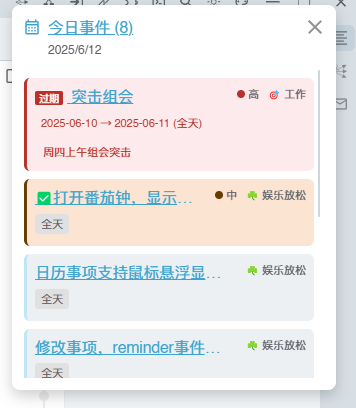 今日事件 (8)
2025/6/12
过期 突击组会 高 工作
2025-06-10 → 2025-06-11 (全天)
周四上午组会突击
打开番茄钟，显示... 中 娱乐放松
全天
日历事项支持鼠标悬浮显... 娱乐放松
全天
修改事项，reminder事件... 娱乐放松
全天